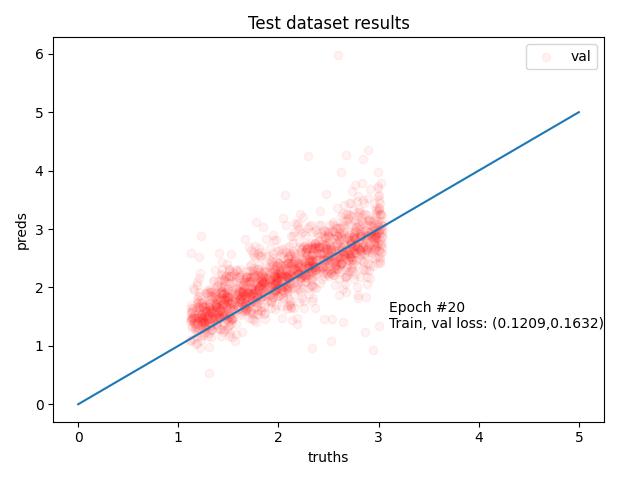 Test dataset results
6
5
4
3
2
1
0
preds
val
Epoch #20
Train, val loss: (0.1209,0.1632)
0 1 2 3 4 5
truths